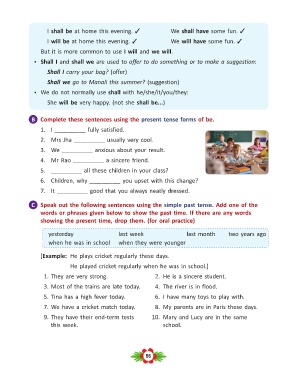 I shall be at home this evening. ✓ We shall have some fun. ✓
I will be at home this evening. ✓ We will have some fun. ✓
But it is more common to use I will and we will.
• Shall I and shall we are used to offer to do something or to make a suggestion:
Shall I carry your bag? (offer)
Shall we go to Manali this summer? (suggestion)
• We do not normally use shall with he/she/it/you/they:
She will be very happy. (not she shall be...)
B Complete these sentences using the present tense forms of be.
1. I __________ fully satisfied.
2. Mrs Jha __________ usually very cool.
3. We __________ anxious about your result.
4. Mr Rao __________ a sincere friend.
5. __________ all these children in your class?
6. Children, why __________ you upset with this change?
7. It __________ good that you always neatly dressed.
C Speak out the following sentences using the simple past tense. Add one of the
words or phrases given below to show the past time. If there are any words
showing the present time, drop them. (for oral practice)
yesterday last week last month two years ago
when he was in school when they were younger
[Example: He plays cricket regularly these days.
He played cricket regularly when he was in school.]
1. They are very strong. 2. He is a sincere student.
3. Most of the trains are late today. 4. The river is in flood.
5. Tina has a high fever today. 6. I have many toys to play with.
7. We have a cricket match today. 8. My parents are in Paris these days.
9. They have their end-term tests 10. Mary and Lucy are in the same
this week. school.
56